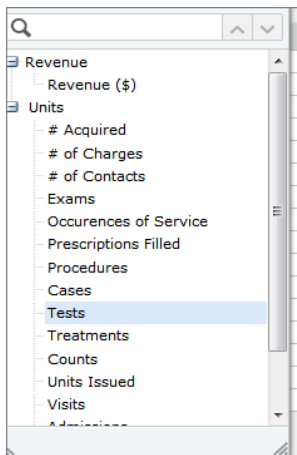 Revenue
Revenue ($)
Units
# Acquired
# of Charges
# of Contacts
Exams
Occurences of Service
Prescriptions Filled
Procedures
Cases
Tests
Treatments
Counts
Units Issued
Visits
Admissions